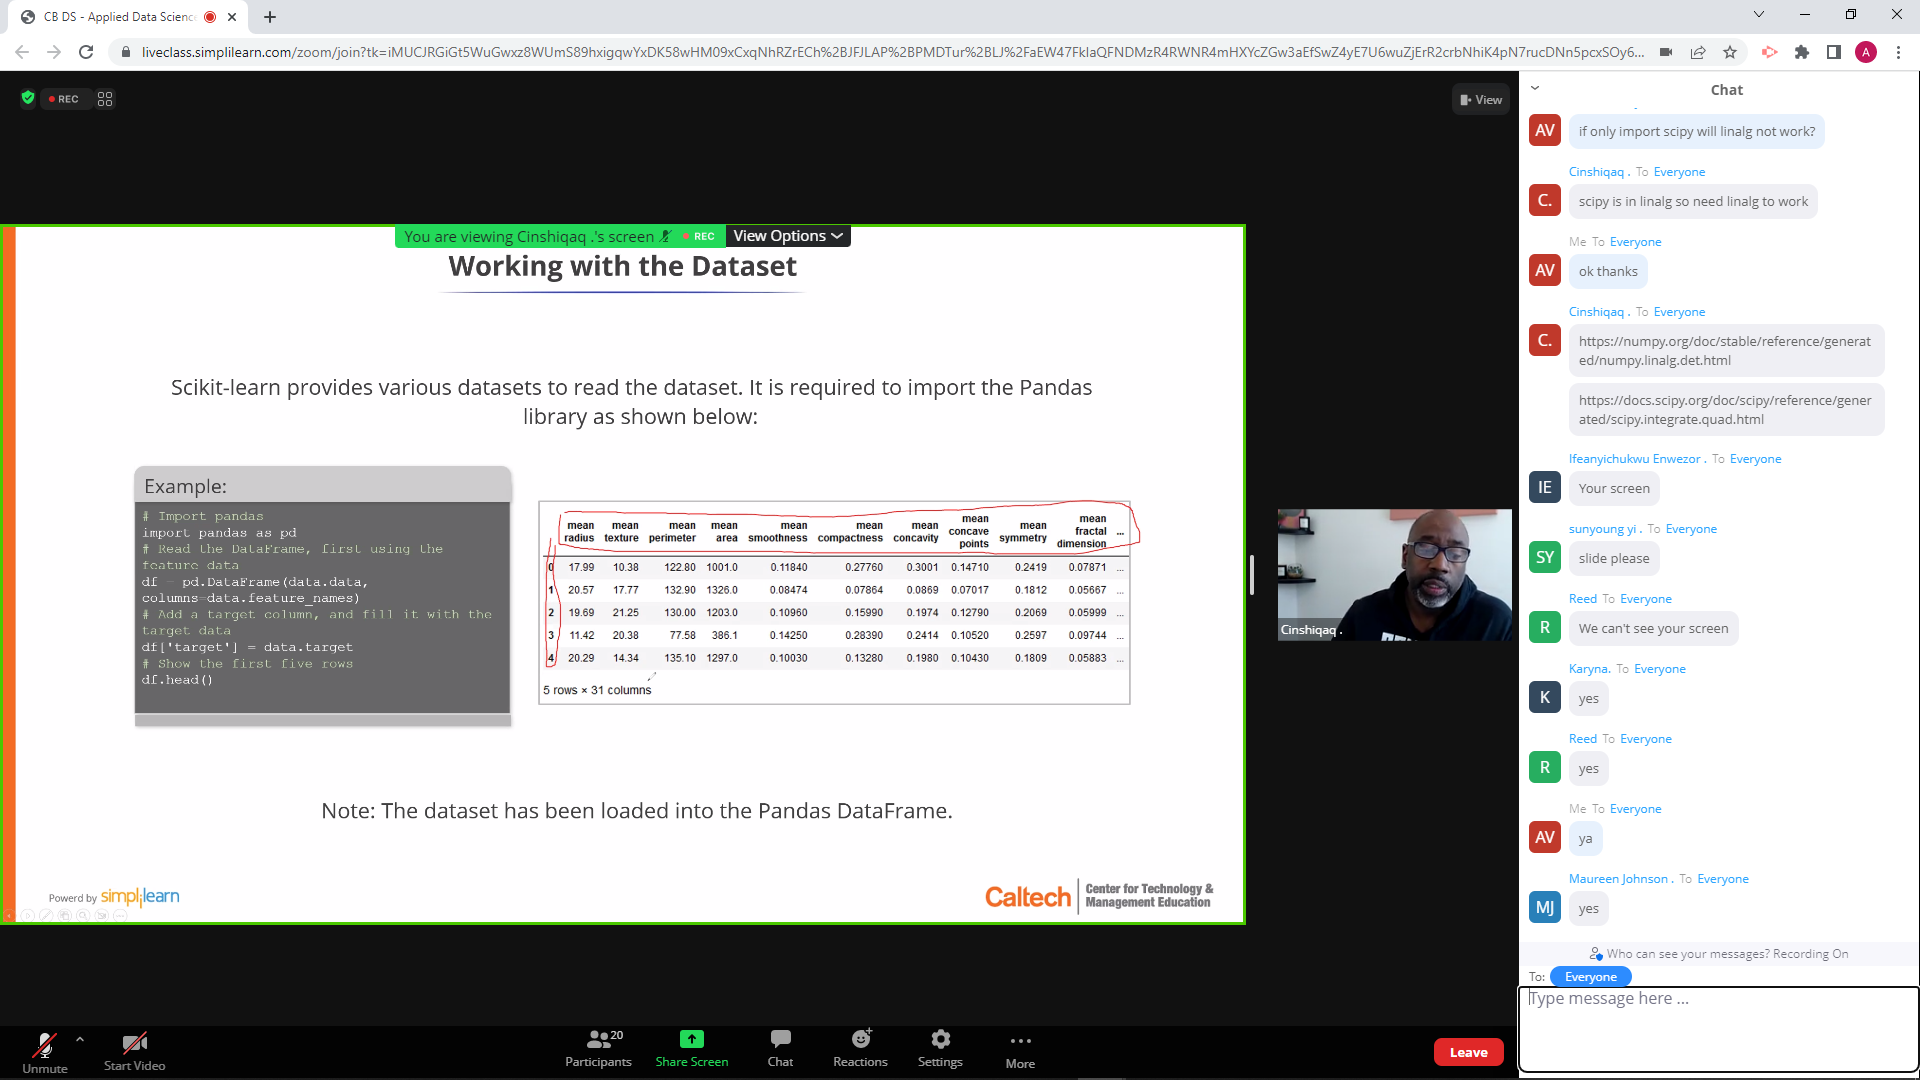 CB DS - Applied Data Scienc
liveclass.simplilearn.com/zoom/join?tk=iMUCJRGiGt5WuGwxz8WUmS89hxigqwYxDK58wHM09xCxqNhRZrECh%2BJFJLAP%2BPMDTur%2BLJ%2FaEW47FkIaQFNDMzR4RWNR4mHXYcZGw3aEfSwZ4yE7U6wuZjErR2crbNhiK4pN7rucDNn5pcxSOy6...
A
REC
View
You are viewing Cinshiqaq .'s screen
REC
View Options
Working with the Dataset
Scikit-learn provides various datasets to read the dataset. It is required to import the Pandas
library as shown below:
Example:
# Import pandas
import pandas as pd
# Read the DataFrame, first using the
feature data
df = pd.DataFrame(data.data,
columns=data.feature_names)
# Add a target column, and fill it with the
target data
df['target'] = data.target
# Show the first five rows
df.head()
mean radius mean texture mean perimeter mean area mean smoothness mean compactness mean concavity mean concave points mean symmetry mean fractal dimension ...
0 17.99 10.38 122.80 1001.0 0.11840 0.27760 0.3001 0.14710 0.2419 0.07871 ...
1 20.57 17.77 132.90 1326.0 0.08474 0.07864 0.0869 0.07017 0.1812 0.05667 ...
2 19.69 21.25 130.00 1203.0 0.10960 0.15990 0.1974 0.12790 0.2069 0.05999 ...
3 11.42 20.38 77.58 386.1 0.14250 0.28390 0.2414 0.10520 0.2597 0.09744 ...
4 20.29 14.34 135.10 1297.0 0.10030 0.13280 0.1980 0.10430 0.1809 0.05883 ...
5 rows × 31 columns
Note: The dataset has been loaded into the Pandas DataFrame.
Powered by simplilearn
Caltech
Center for Technology &
Management Education
Cinshiqaq .
Chat
AV
if only import scipy will linalg not work?
Cinshiqaq . To Everyone
C.
scipy is in linalg so need linalg to work
Me To Everyone
AV
ok thanks
Cinshiqaq . To Everyone
C.
https://numpy.org/doc/stable/reference/generat
ed/numpy.linalg.det.html
https://docs.scipy.org/doc/scipy/reference/gener
ated/scipy.integrate.quad.html
Ifeanyichukwu Enwezor . To Everyone
IE
Your screen
sunyoung yi . To Everyone
SY
slide please
Reed To Everyone
R
We can't see your screen
Karyna. To Everyone
K
yes
Reed To Everyone
R
yes
Me To Everyone
AV
ya
Maureen Johnson . To Everyone
MJ
yes
Who can see your messages? Recording On
To: Everyone
Type message here ...
Unmute
Start Video
20
Participants
Share Screen
Chat
Reactions
Settings
More
Leave